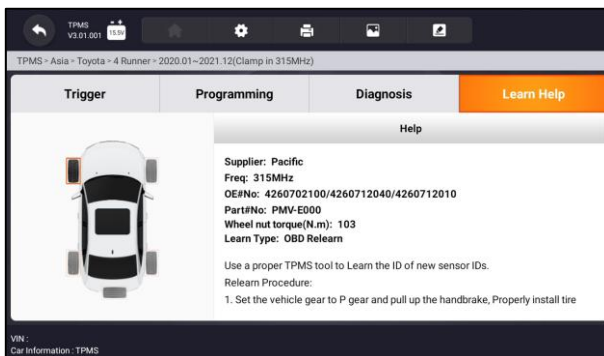 TPMS
V3.01.001
15.5V
TPMS > Asia > Toyota > 4 Runner > 2020.01~2021.12(Clamp in 315MHz)
Trigger
Programming
Diagnosis
Learn Help
Help
Supplier: Pacific
Freq: 315MHz
OE#No: 4260702100/4260712040/4260712010
Part#No: PMV-E000
Wheel nut torque(N.m): 103
Learn Type: OBD Relearn
Use a proper TPMS tool to Learn the ID of new sensor IDs.
Relearn Procedure:
1. Set the vehicle gear to P gear and pull up the handbrake, Properly install tire
VIN :
Car Information : TPMS